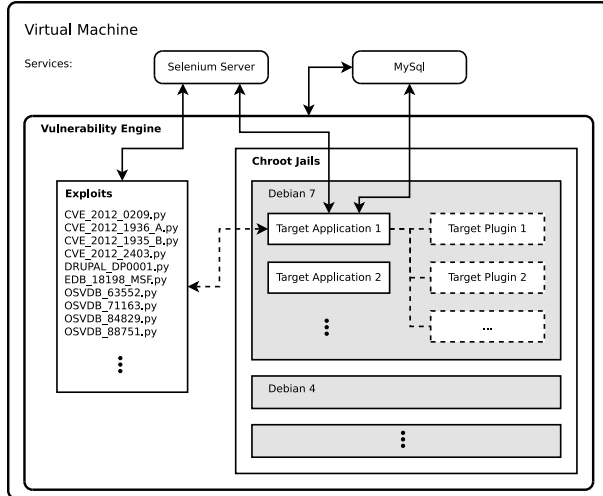 Virtual Machine
Services:
Selenium Server
MySql
Vulnerability Engine
Exploits
CVE_2012_0209.py
CVE_2012_1936_A.py
CVE_2012_1935_B.py
CVE_2012_2403.py
DRUPAL_DP0001.py
EDB_18198_MSF.py
OSVDB_63552.py
OSVDB_71163.py
OSVDB_84829.py
OSVDB_88751.py
Chroot Jails
Debian 7
Target Application 1
Target Plugin 1
Target Application 2
Target Plugin 2
...
Debian 4